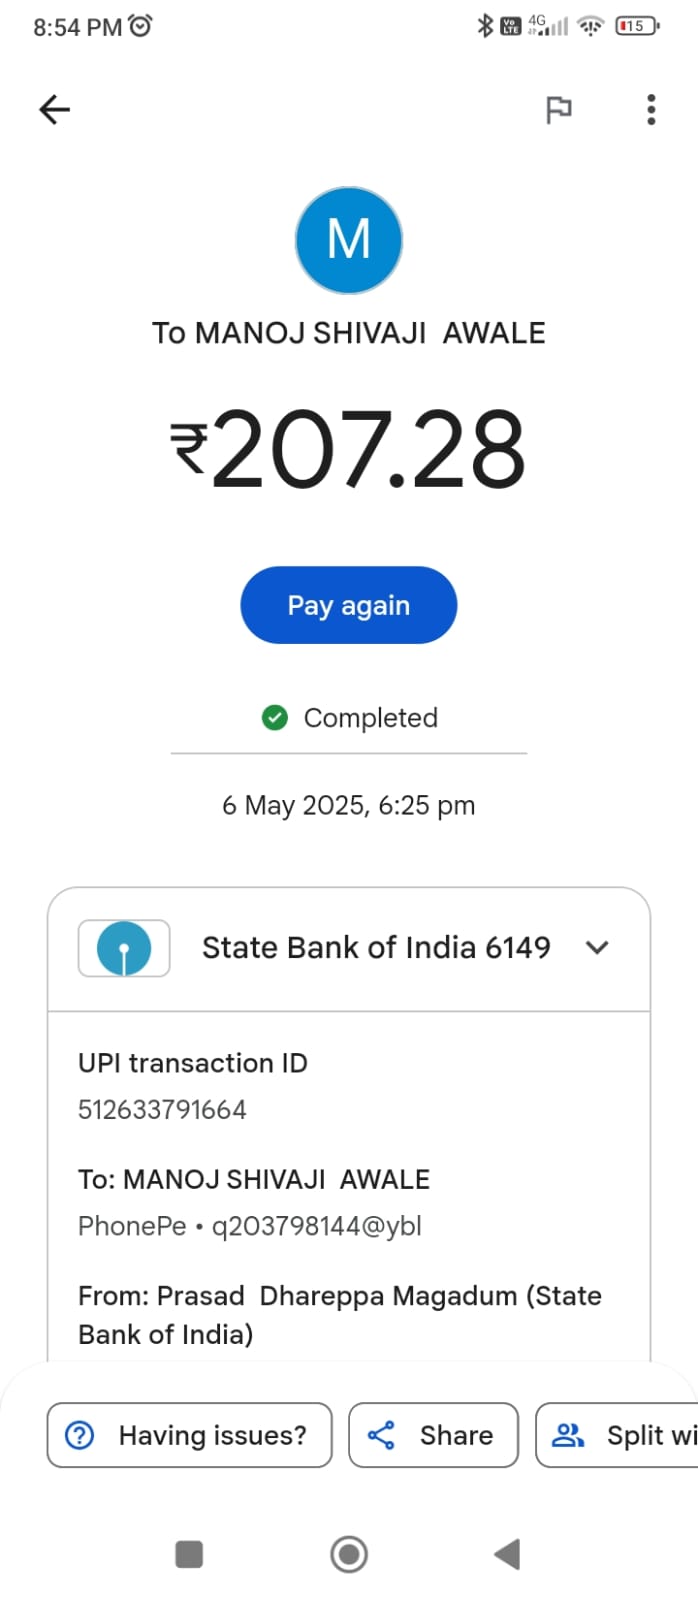 8:54 PM
Vo LTE 4G 15
M
To MANOJ SHIVAJI AWALE
₹207.28
Pay again
Completed
6 May 2025, 6:25 pm
State Bank of India 6149
UPI transaction ID
512633791664
To: MANOJ SHIVAJI AWALE
PhonePe • q203798144@ybl
From: Prasad Dhareppa Magadum (State
Bank of India)
Having issues?
Share
Split wi